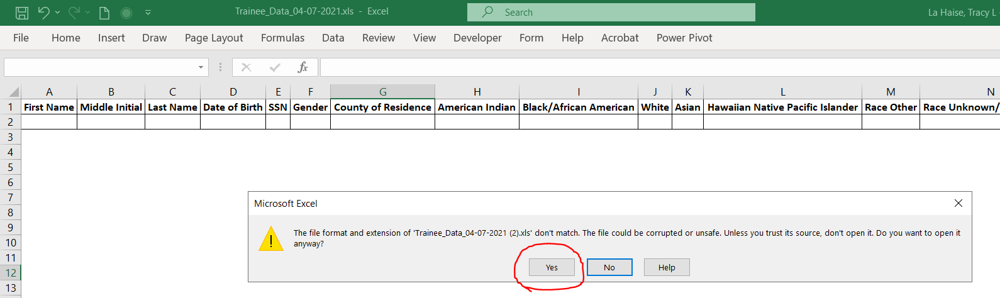 Trainee_Data_04-07-2021.xls - Excel
Search
La Haise, Tracy L
File Home Insert Draw Page Layout Formulas Data Review View Developer Form Help Acrobat Power Pivot
fx
A B C D E F G H I J K L M N
1 First Name Middle Initial Last Name Date of Birth SSN Gender County of Residence American Indian Black/African American White Asian Hawaiian Native Pacific Islander Race Other Race Unknown/
2
3
4
5
6
7
Microsoft Excel
8
9
The file format and extension of 'Trainee_Data_04-07-2021 (2).xls' don't match. The file could be corrupted or unsafe. Unless you trust its source, don't open it. Do you want to open it
10
anyway?
11
12
Yes No Help
13